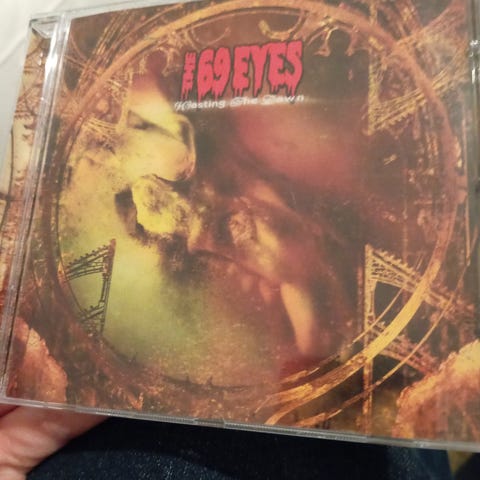 THE 69 EYES
Wasting The Dawn